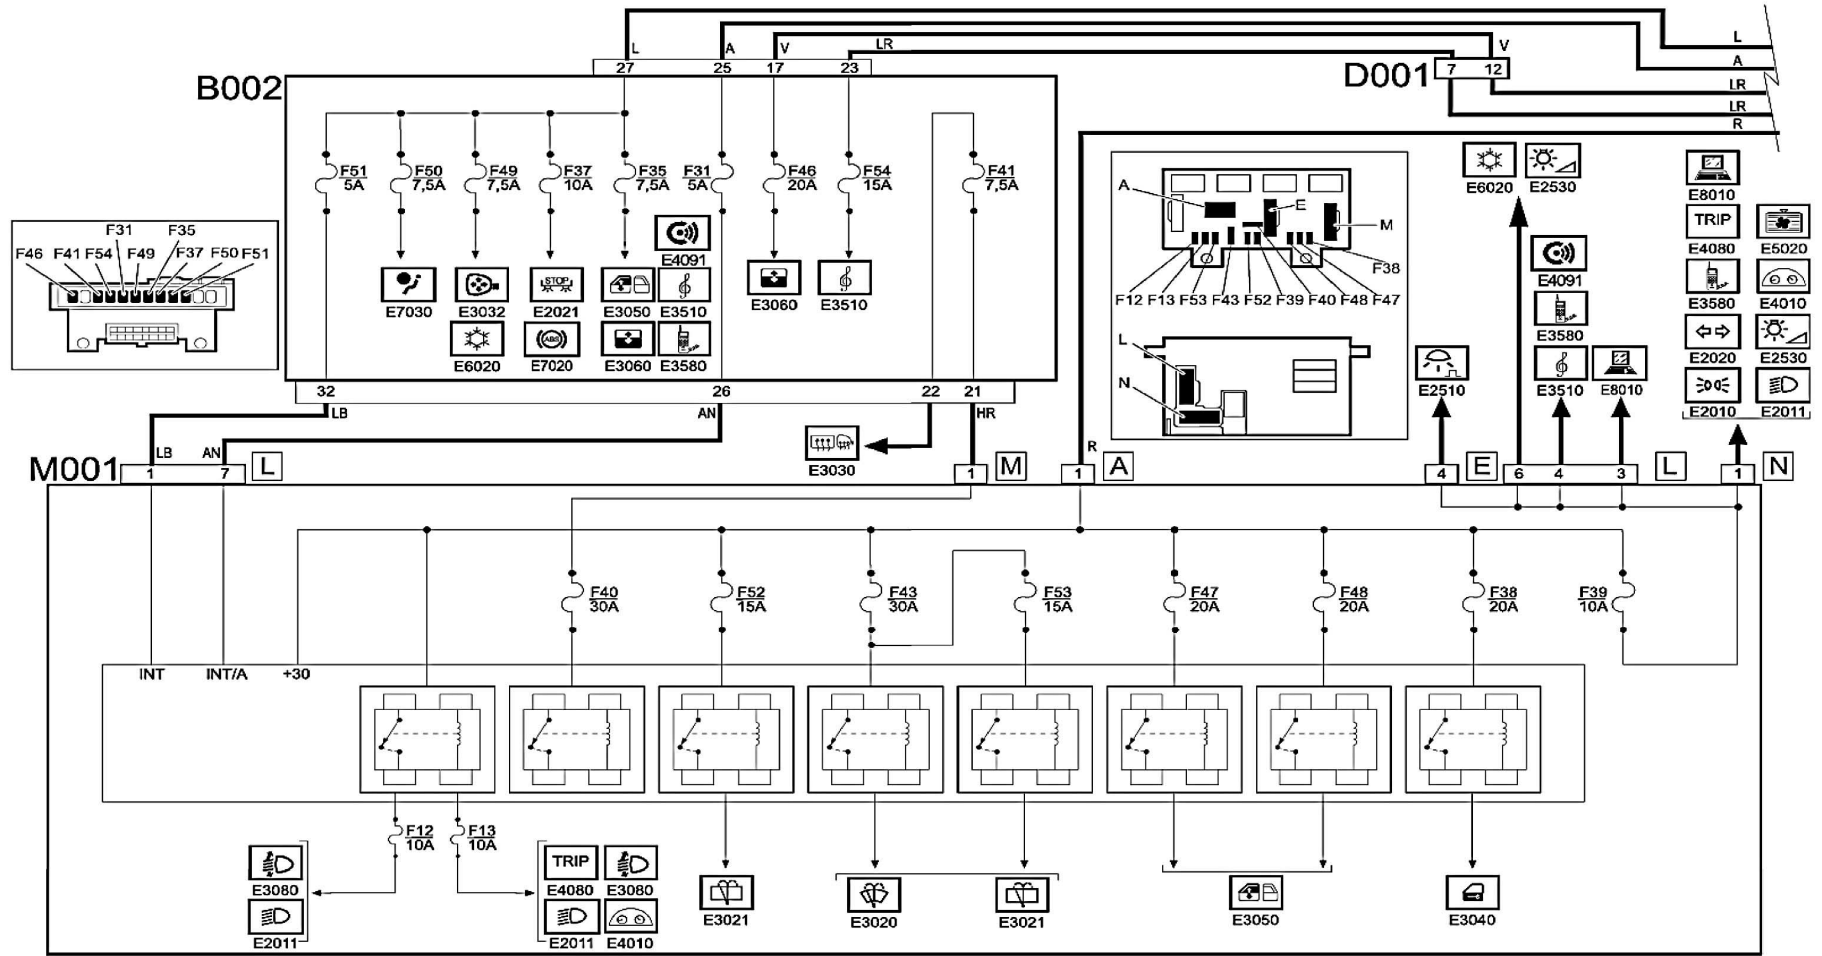 L A V LR V L
27 25 17 23 D001 7 12 A
B002 LR
LR
R
F51 5A F50 7,5A F49 7,5A F37 10A F35 7,5A F31 5A F46 20A F54 15A F41 7,5A
F31 F35
F46 F41 F54 F49 F37 F50 F51
E4091
E7030 E3032 E2021 E3050 E3510 E3060 E3510
STOP
ABS
E6020 E7020 E3060 E3580
32 26 22 21
LB AN HR
E3030
A E M
F38
F12 F13 F53 F43 F52 F39 F40 F48 F47
L
N
E6020 E2530 E8010
TRIP
E4080 E5020
E4091
E3580 E4010
E3580
E2020 E2530
E2510 E3510 E8010
E2010 E2011
M001 LB AN R
1 7 L 1 M 1 A 4 E 6 4 3 L 1 N
F40 30A F52 15A F43 30A F53 15A F47 20A F48 20A F38 20A F39 10A
INT INT/A +30
F12 10A F13 10A
TRIP
E3080 E4080 E3080
E2011 E2011 E4010
E3021 E3020 E3021 E3050 E3040